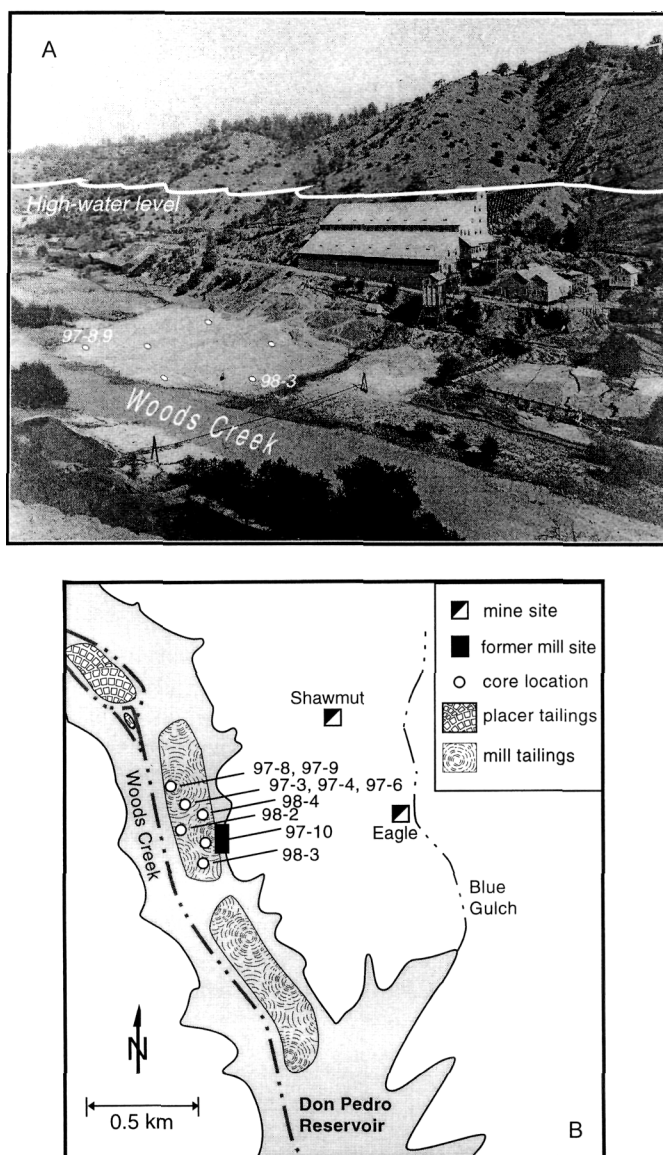 A
High-water level
97-8 9
98-3
Woods Creek
mine site
former mill site
core location
placer tailings
mill tailings
Shawmut
97-8, 97-9
97-3, 97-4, 97-6
98-4
98-2
97-10
98-3
Eagle
Woods Creek
Blue
Gulch
N
0.5 km
Don Pedro
Reservoir
B